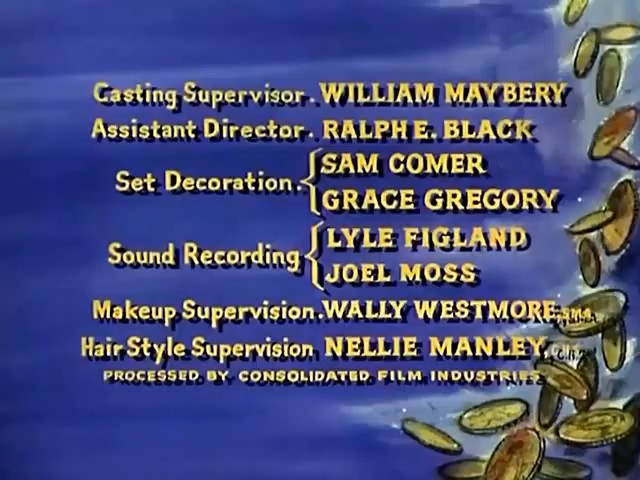 Casting Supervisor. WILLIAM MAYBERY
Assistant Director. RALPH E. BLACK
Set Decoration. SAM COMER
GRACE GREGORY
Sound Recording LYLE FIGLAND
JOEL MOSS
Makeup Supervision. WALLY WESTMORE, S.M.A.
Hair Style Supervision NELLIE MANLEY, C.H.S.
PROCESSED BY CONSOLIDATED FILM INDUSTRIES